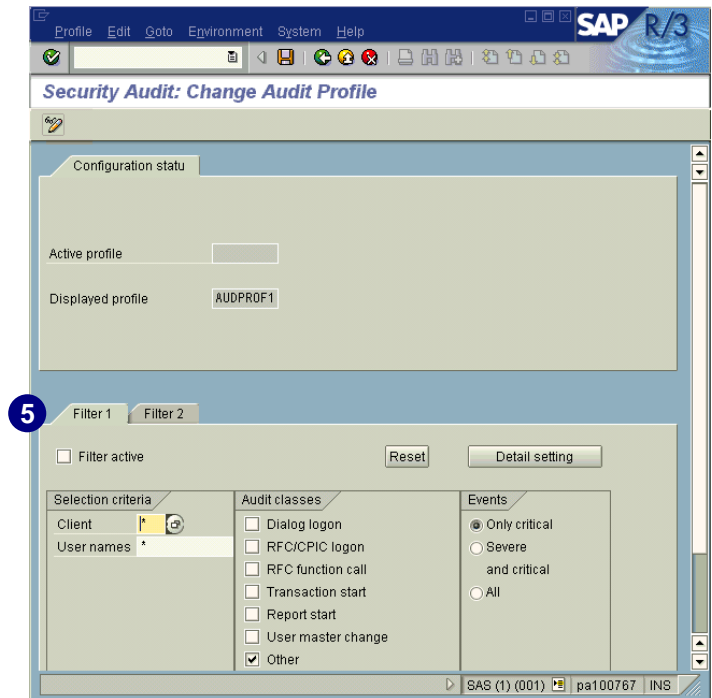 Profile Edit Goto Environment System Help
SAP R/3
Security Audit: Change Audit Profile
Configuration statu
Active profile
Displayed profile AUDPROF1
5
Filter 1 Filter 2
Filter active Reset Detail setting
Selection criteria Audit classes Events
Client * Dialog logon Only critical
User names * RFC/CPIC logon Severe
RFC function call and critical
Transaction start All
Report start
User master change
Other
SAS (1) (001) pa100767 INS